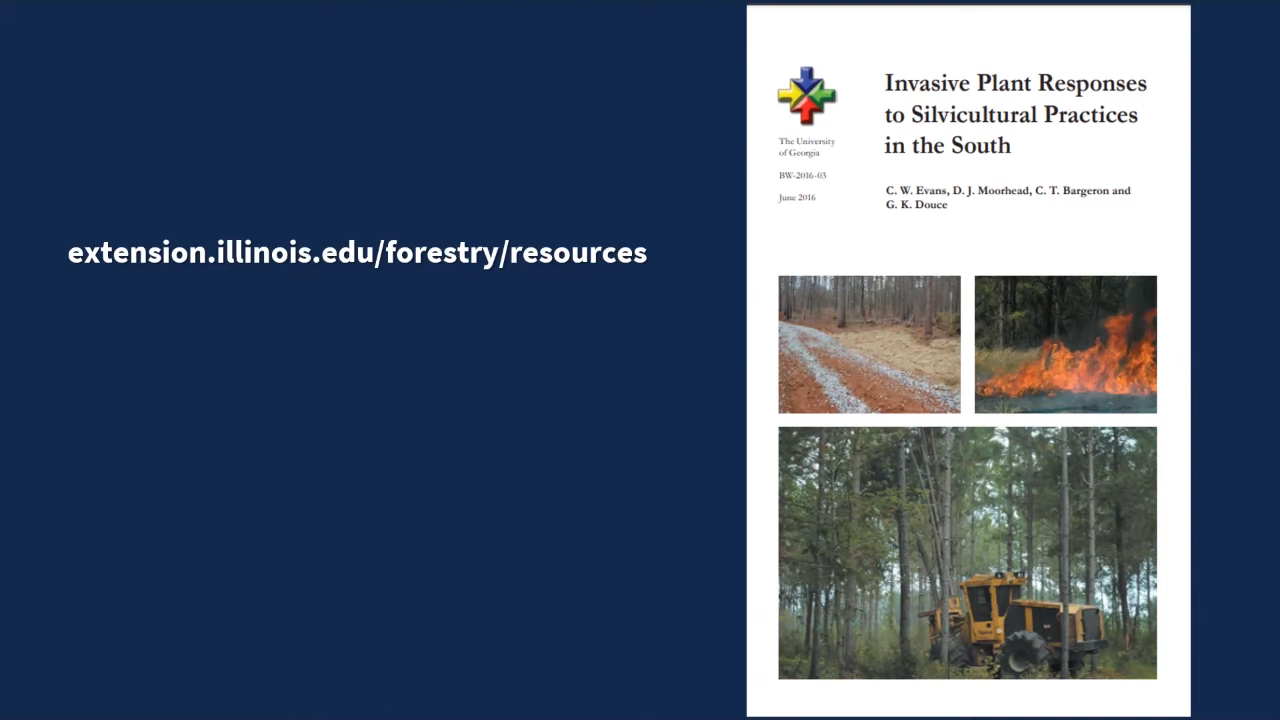 extension.illinois.edu/forestry/resources
Invasive Plant Responses
to Silvicultural Practices
in the South
The University
of Georgia
BW-2016-03
June 2016
C. W. Evans, D. J. Moorhead, C. T. Bargeron and
G. K. Douce